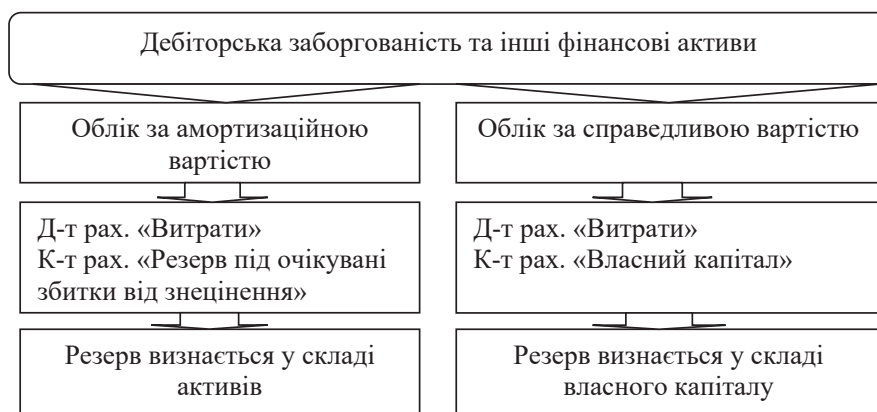 Дебіторська заборгованість та інші фінансові активи
Облік за амортизаційною
вартістю
Д-т рах. «Витрати»
К-т рах. «Резерв під очікувані
збитки від знецінення»
Резерв визнається у складі
активів
Облік за справедливою вартістю
Д-т рах. «Витрати»
К-т рах. «Власний капітал»
Резерв визнається у складі
власного капіталу